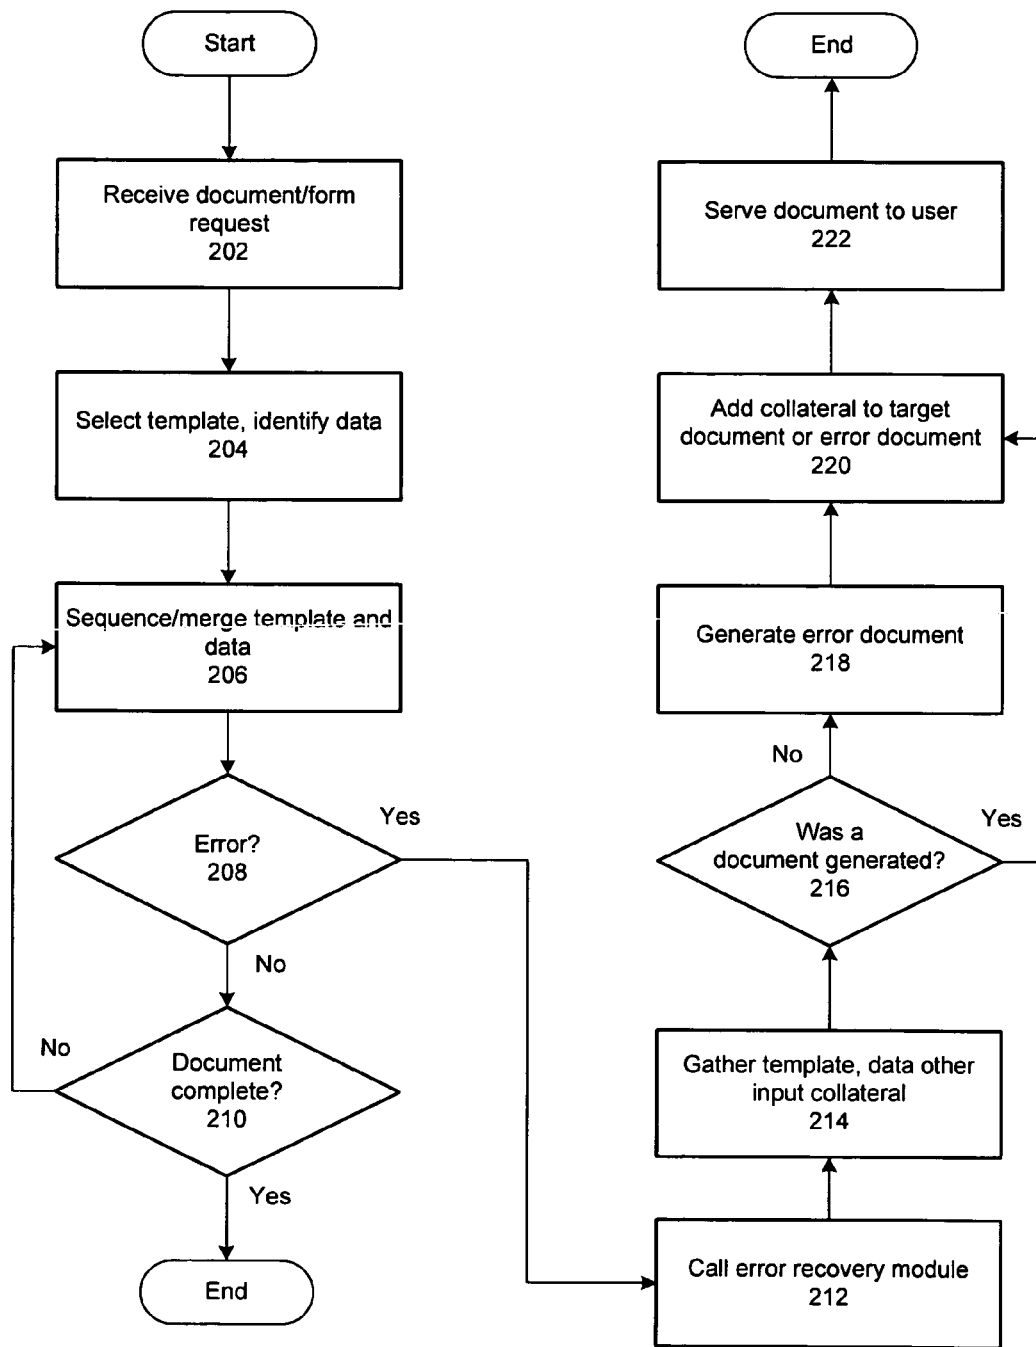 Start
Receive document/form
request
202
Select template, identify data
204
Sequence/merge template and
data
206
Error?
208
Yes
No
Document
complete?
210
No
Yes
End
Call error recovery module
212
Gather template, data other
input collateral
214
Was a
document generated?
216
No
Yes
Generate error document
218
Add collateral to target
document or error document
220
Serve document to user
222
End